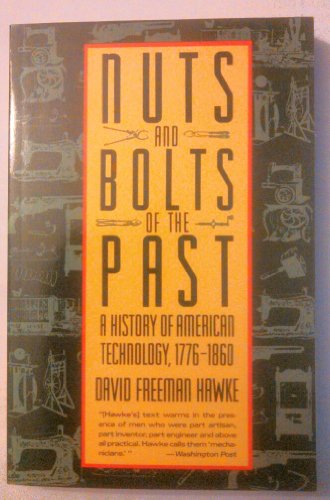 NUTS
AND
BOLTS
OF THE
PAST
A HISTORY OF AMERICAN
TECHNOLOGY, 1776–1860
DAVID FREEMAN HAWKE
"[Hawke's] text warms in the pres-
ence of men who were part artisan,
part inventor, part engineer and above
all practical. Hawke calls them "mecha-
nicians." " —Washington Post